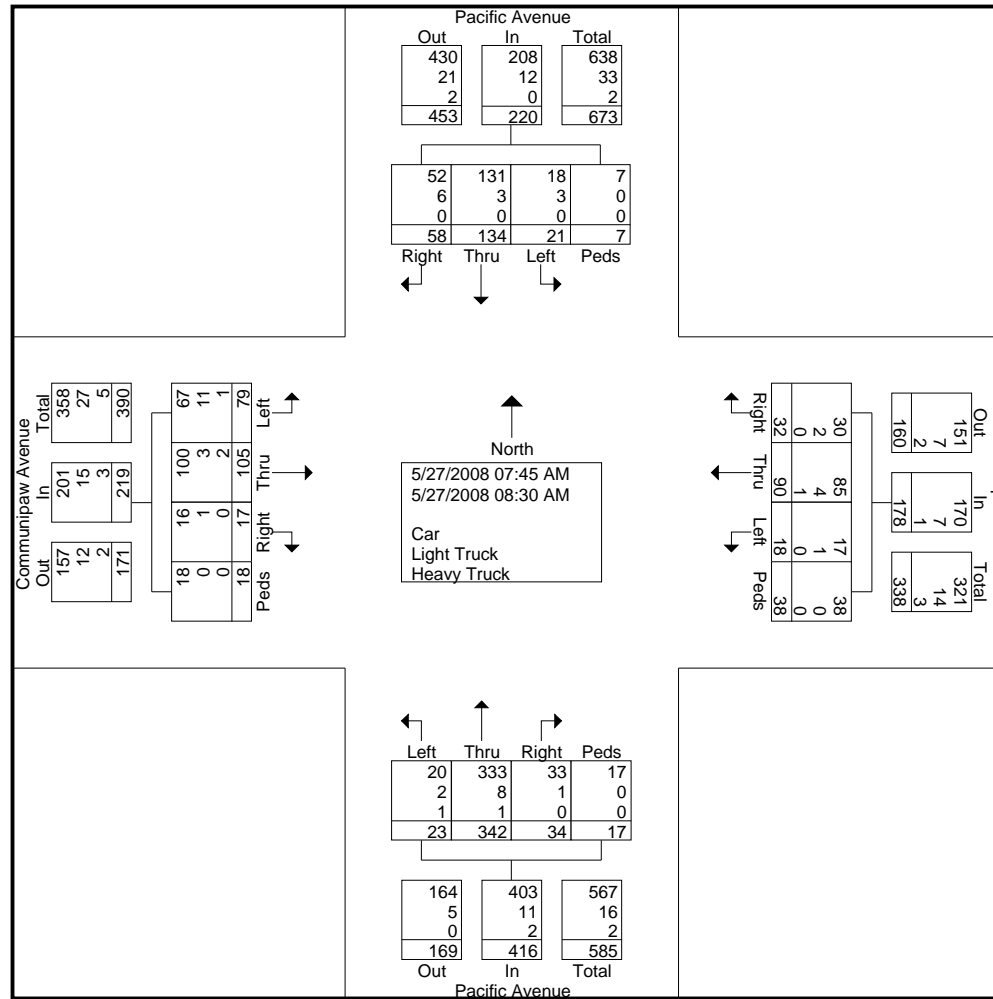 Pacific Avenue
Out In Total
430 208 638
21 12 33
2 0 2
453 220 673
52 131 18 7
6 3 3 0
0 0 0 0
58 134 21 7
Right Thru Left Peds
Communipaw Avenue
Total In Out
358 201 157
27 15 12
5 3 2
390 219 171
67 100 16 18
11 3 1 0
1 2 0 0
79 105 17 18
Left Thru Right Peds
North
5/27/2008 07:45 AM
5/27/2008 08:30 AM
Car
Light Truck
Heavy Truck
Right Thru Left Peds
32 90 18 38
0 1 0 0
2 4 1 0
30 85 17 38
Out In Total
151 170 321
7 7 14
2 1 3
160 178 338
Left Thru Right Peds
20 333 33 17
2 8 1 0
1 1 0 0
23 342 34 17
164 403 567
5 11 16
0 2 2
169 416 585
Out In Total
Pacific Avenue